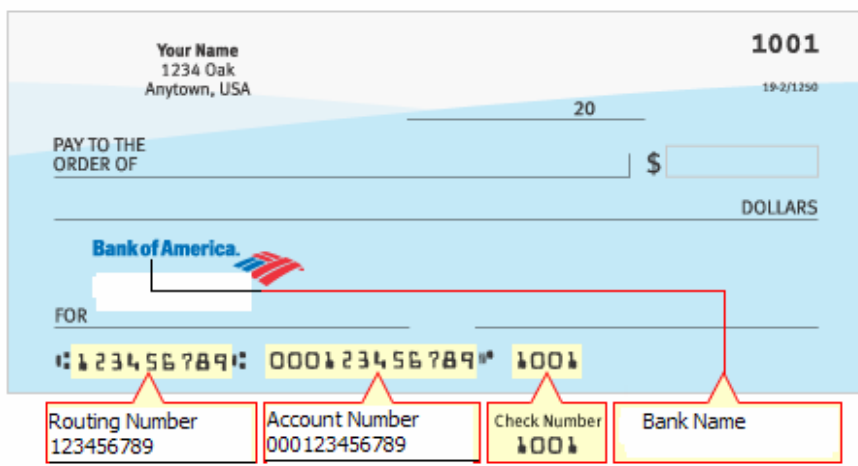 Your Name
1234 Oak
Anytown, USA
1001
19-2/1250
20
PAY TO THE
ORDER OF
$
DOLLARS
Bank of America.
FOR
⑆123456789⑆ 000123456789⑈ 1001
Routing Number
123456789
Account Number
000123456789
Check Number
1001
Bank Name